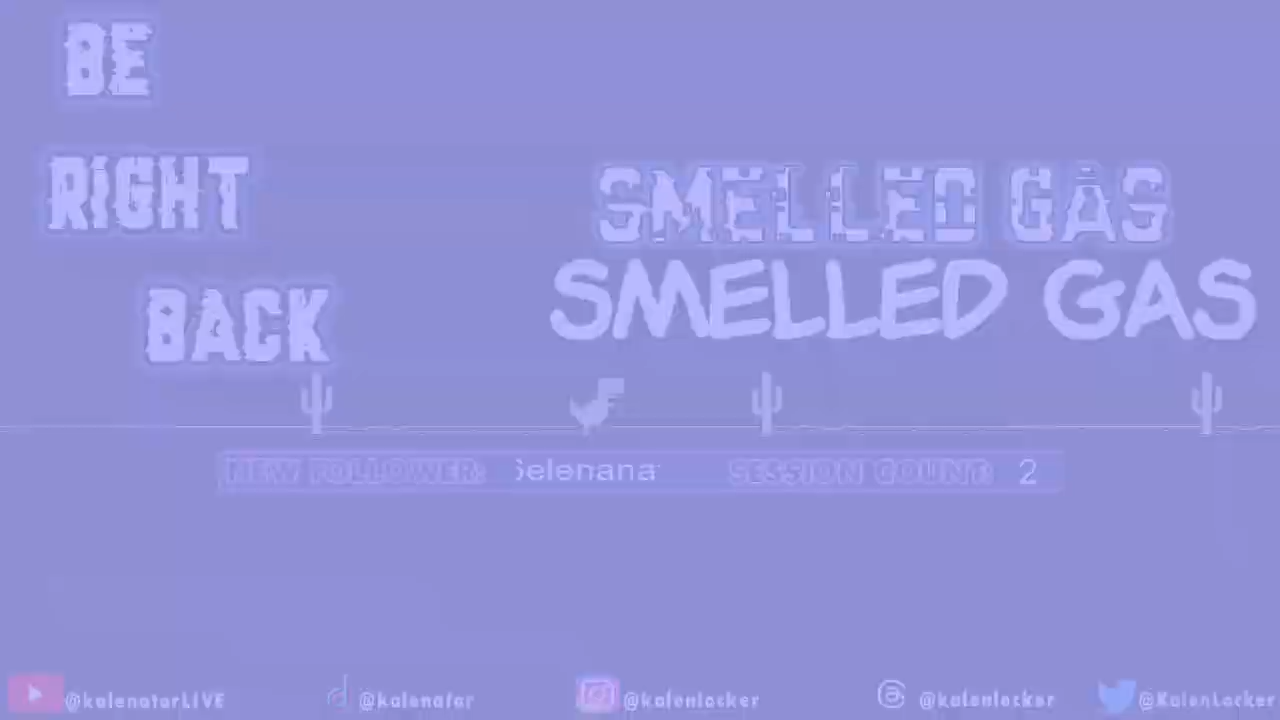 BE
RIGHT
BACK
SMELLED GAS
SMELLED GAS
NEW FOLLOWER: Selenana
SESSION COUNT: 2
@kalenatorLIVE
@kalenator
@kalenlocker
@kalenlocker
@KalenLocker